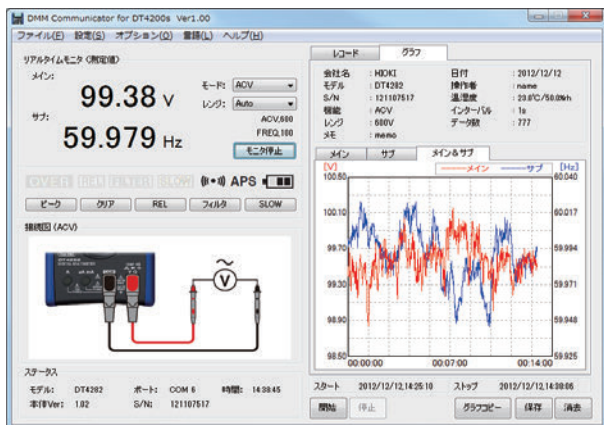 DMM Communicator for DT4200s Ver1.00
ファイル(F) 設定(S) オプション(O) 言語(L) ヘルプ(H)
リアルタイムモニタ (測定値)
メイン:
99.38 V
モード: ACV
レンジ: Auto
サブ:
59.979 Hz
ACV,600
FREQ,100
モニタ停止
OVER REL FILTER SLOW APS
ピーク クリア REL フィルタ SLOW
接続図 (ACV)
V
ステータス
モデル: DT4282 ポート: COM 6 時間: 14:38:45
本体Ver: 1.02 S/N: 121107517
レコード グラフ
会社名 : HIOKI 日付 : 2012/12/12
モデル : DT4282 操作者 : name
S/N : 121107517 温湿度 : 23.0℃/50.0%rh
機能 : ACV インターバル : 1s
レンジ : 600V データ数 : 777
メモ : memo
メイン サブ メイン&サブ
[V] メイン サブ [Hz]
100.50 60.040
100.10 60.017
99.70 59.994
99.30 59.971
98.90 59.948
98.50 59.925
00:00:00 00:07:00 00:14:00
スタート 2012/12/12,14:25:10 ストップ 2012/12/12,14:38:06
開始 停止 グラフコピー 保存 消去